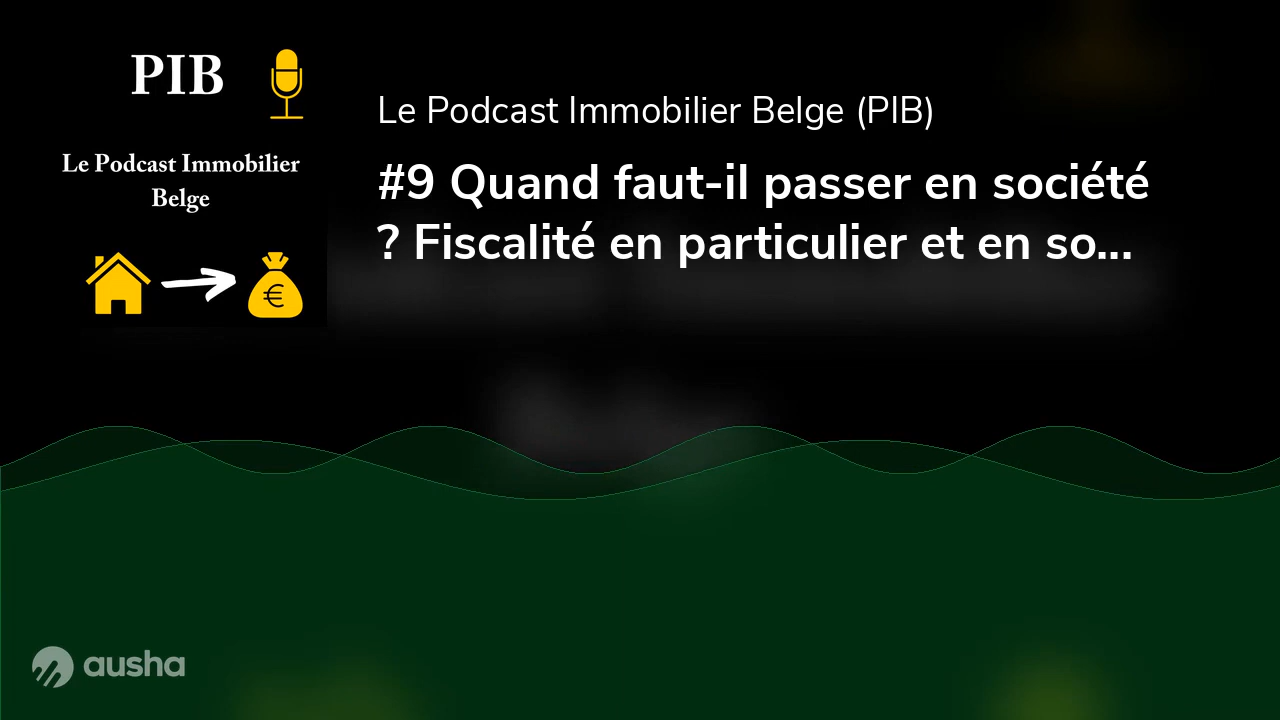 PIB
Le Podcast Immobilier
Belge
€
Le Podcast Immobilier Belge (PIB)
#9 Quand faut-il passer en société
? Fiscalité en particulier et en so...
ausha